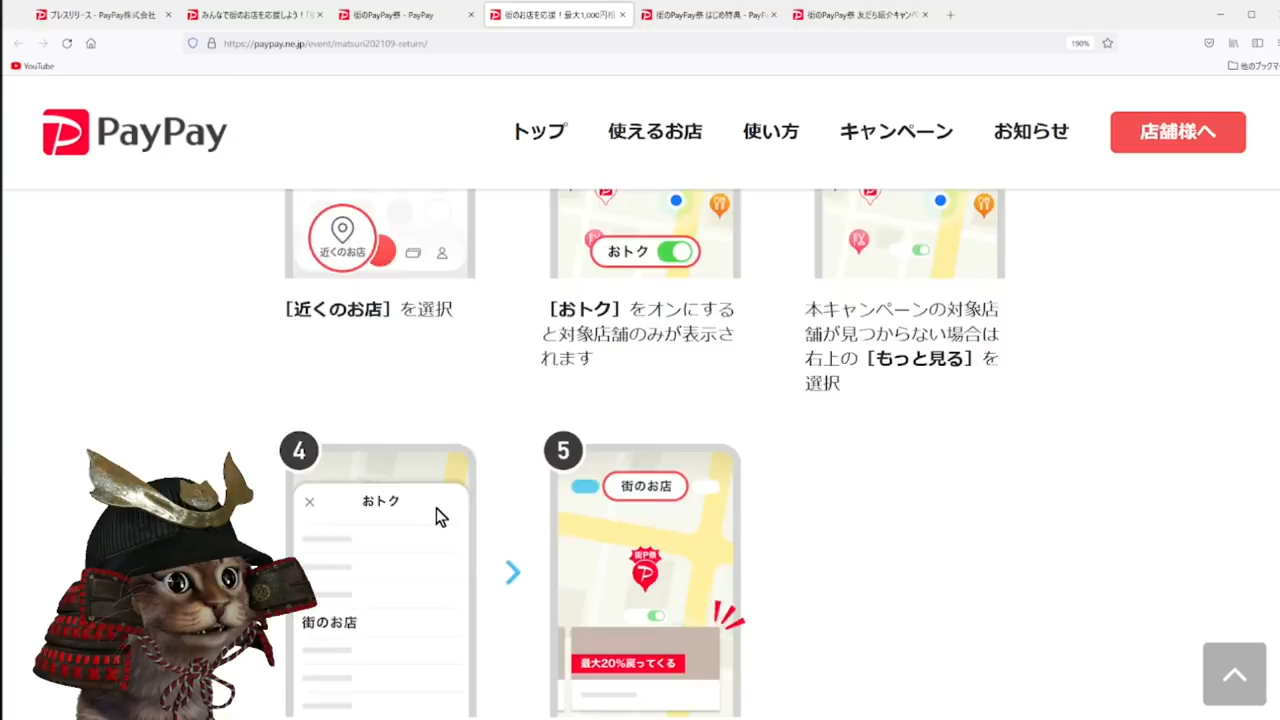 プレスリリース - PayPay株式会社
みんなで街のお店を応援しよう！「
街のPayPay祭 - PayPay
街のお店を応援！最大1,000円相
街のPayPay祭 はじめ特典 - PayPa
街のPayPay祭 友だち紹介キャンペ
https://paypay.ne.jp/event/matsuri202109-return/
190%
YouTube
他のブックマ
PayPay
トップ
使えるお店
使い方
キャンペーン
お知らせ
店舗様へ
近くのお店
おトク
［近くのお店］を選択
［おトク］をオンにする
と対象店舗のみが表示さ
れます
本キャンペーンの対象店
舗が見つからない場合は
右上の［もっと見る］を
選択
4
おトク
街のお店
5
街のお店
街P祭
最大20%戻ってくる